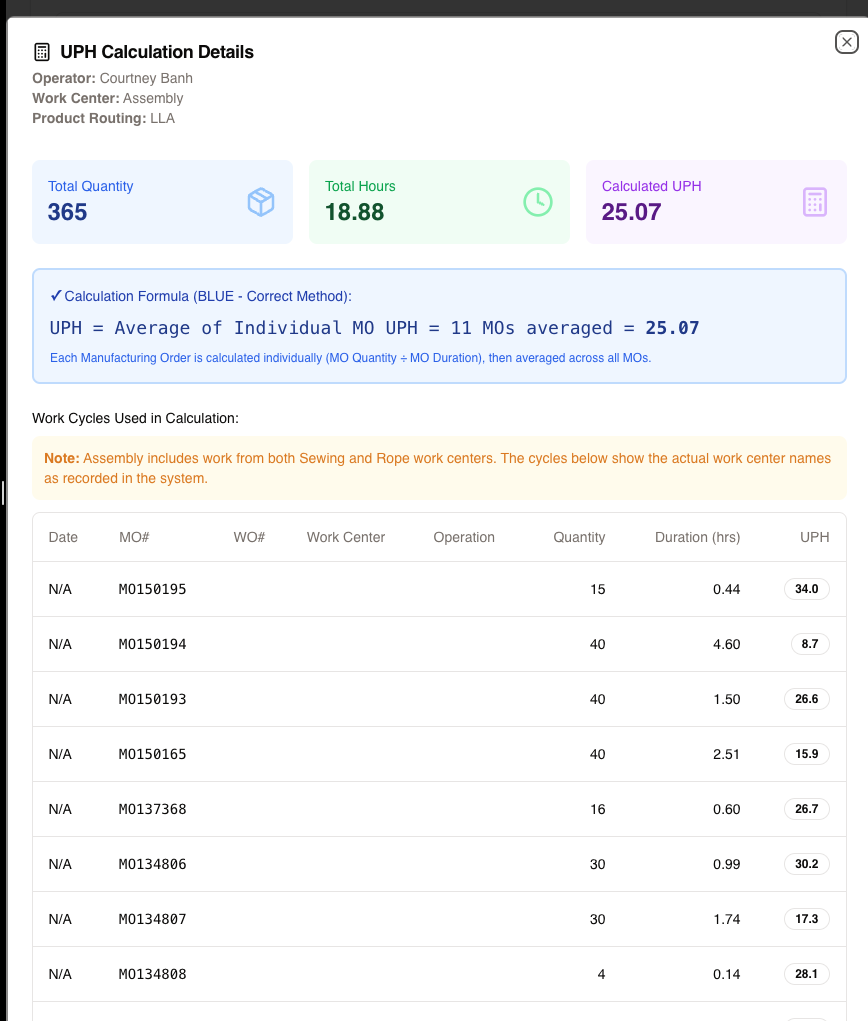 UPH Calculation Details
Operator: Courtney Banh
Work Center: Assembly
Product Routing: LLA
Total Quantity
365
Total Hours
18.88
Calculated UPH
25.07
✓ Calculation Formula (BLUE - Correct Method):
UPH = Average of Individual MO UPH = 11 MOs averaged = 25.07
Each Manufacturing Order is calculated individually (MO Quantity ÷ MO Duration), then averaged across all MOs.
Work Cycles Used in Calculation:
Note: Assembly includes work from both Sewing and Rope work centers. The cycles below show the actual work center names
as recorded in the system.
Date MO# WO# Work Center Operation Quantity Duration (hrs) UPH
N/A MO150195 15 0.44 34.0
N/A MO150194 40 4.60 8.7
N/A MO150193 40 1.50 26.6
N/A MO150165 40 2.51 15.9
N/A MO137368 16 0.60 26.7
N/A MO134806 30 0.99 30.2
N/A MO134807 30 1.74 17.3
N/A MO134808 4 0.14 28.1